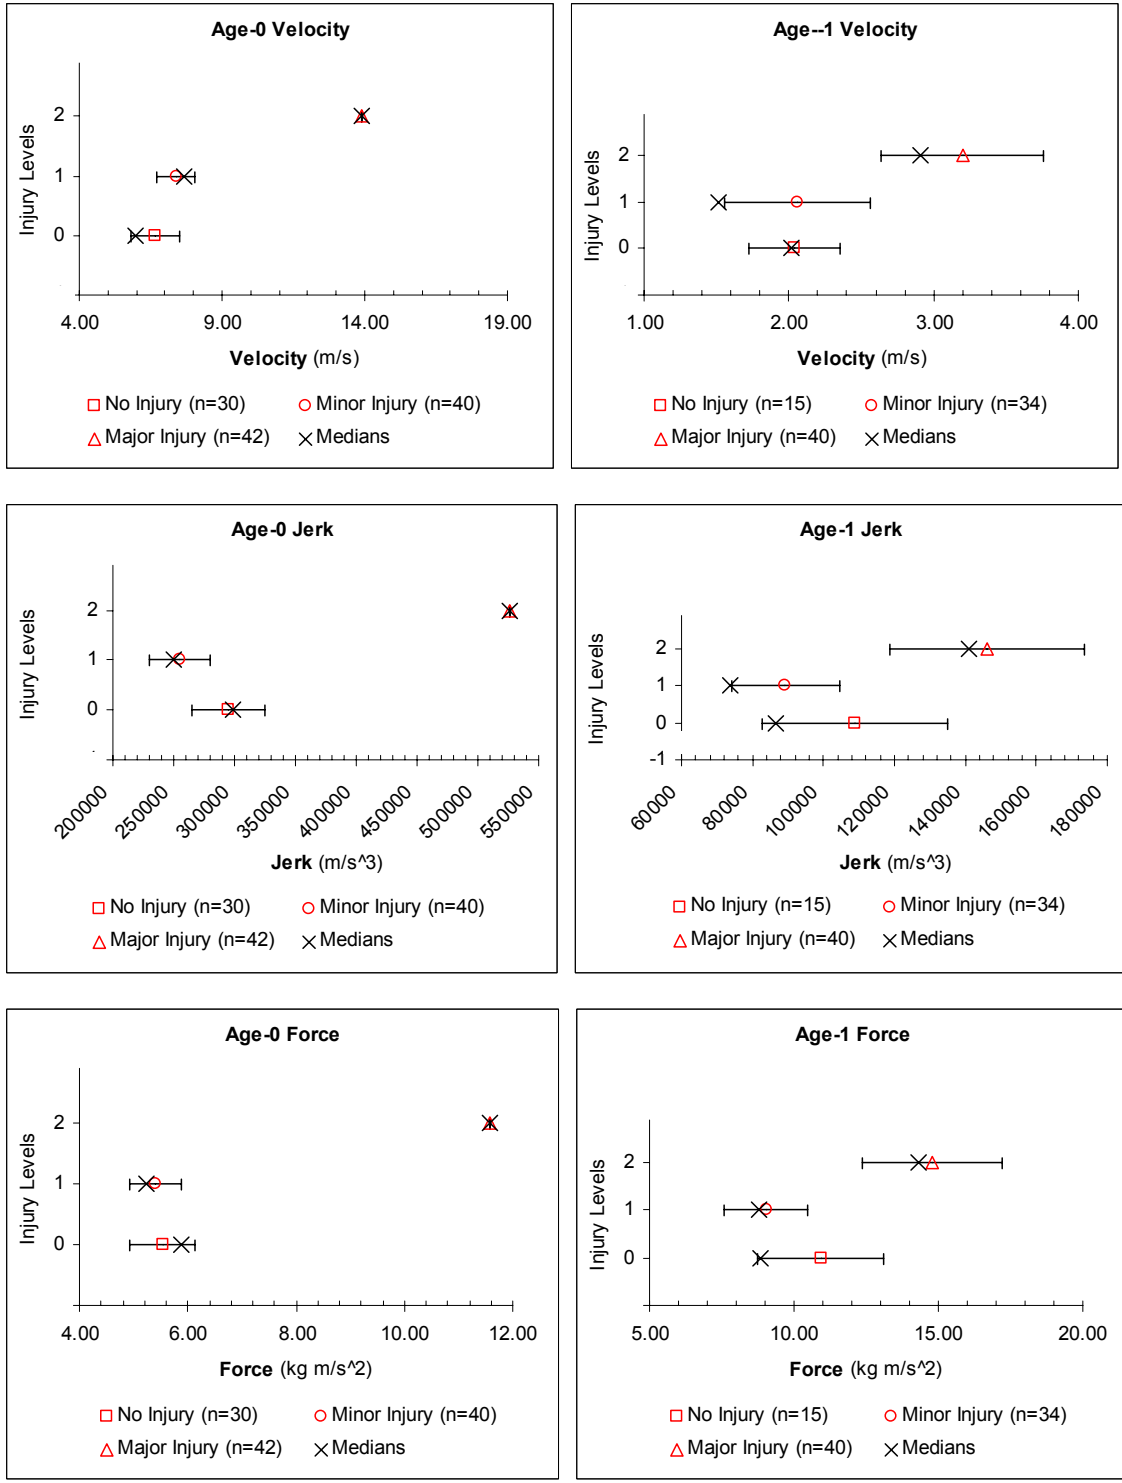 Age-0 Velocity
Injury Levels
2
1
0
4.00 9.00 14.00 19.00
Velocity (m/s)
No Injury (n=30) Minor Injury (n=40)
Major Injury (n=42) Medians
Age--1 Velocity
Injury Levels
2
1
0
1.00 2.00 3.00 4.00
Velocity (m/s)
No Injury (n=15) Minor Injury (n=34)
Major Injury (n=40) Medians
Age-0 Jerk
Injury Levels
2
1
0
200000 250000 300000 350000 400000 450000 500000 550000
Jerk (m/s^3)
No Injury (n=30) Minor Injury (n=40)
Major Injury (n=42) Medians
Age-1 Jerk
Injury Levels
2
1
0
-1
60000 80000 100000 120000 140000 160000 180000
Jerk (m/s^3)
No Injury (n=15) Minor Injury (n=34)
Major Injury (n=40) Medians
Age-0 Force
Injury Levels
2
1
0
4.00 6.00 8.00 10.00 12.00
Force (kg m/s^2)
No Injury (n=30) Minor Injury (n=40)
Major Injury (n=42) Medians
Age-1 Force
Injury Levels
2
1
0
5.00 10.00 15.00 20.00
Force (kg m/s^2)
No Injury (n=15) Minor Injury (n=34)
Major Injury (n=40) Medians